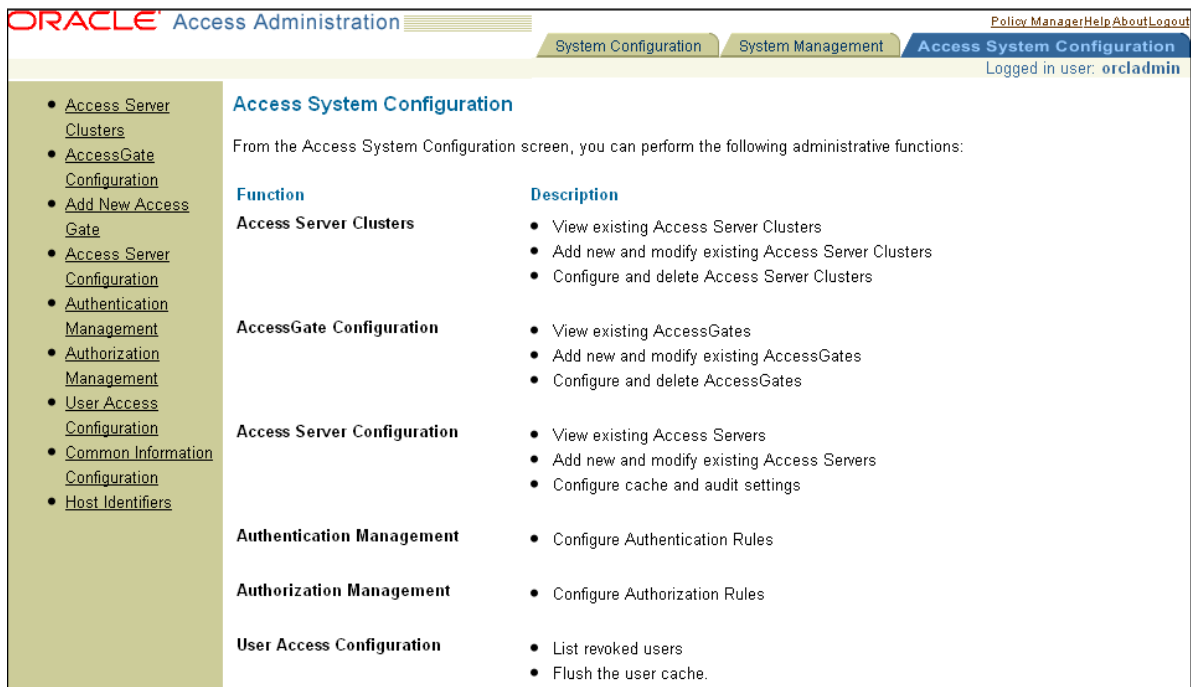 ORACLE Access Administration
Policy Manager Help About Logout
System Configuration System Management Access System Configuration
Logged in user: orcladmin
Access Server
Clusters
AccessGate
Configuration
Add New Access
Gate
Access Server
Configuration
Authentication
Management
Authorization
Management
User Access
Configuration
Common Information
Configuration
Host Identifiers
Access System Configuration
From the Access System Configuration screen, you can perform the following administrative functions:
Function Description
Access Server Clusters
View existing Access Server Clusters
Add new and modify existing Access Server Clusters
Configure and delete Access Server Clusters
AccessGate Configuration
View existing AccessGates
Add new and modify existing AccessGates
Configure and delete AccessGates
Access Server Configuration
View existing Access Servers
Add new and modify existing Access Servers
Configure cache and audit settings
Authentication Management
Configure Authentication Rules
Authorization Management
Configure Authorization Rules
User Access Configuration
List revoked users
Flush the user cache.